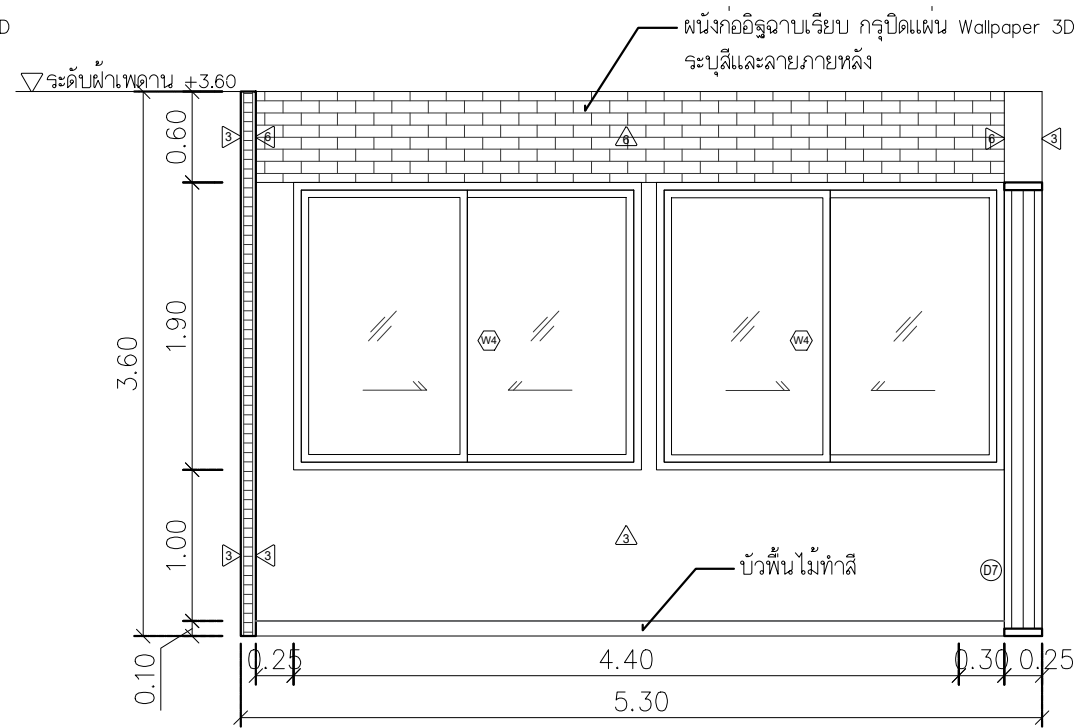 D
ผนังก่ออิฐฉาบเรียบ กรุปิดแผ่น Wallpaper 3D
ระบุสีและลายภายหลัง
ระดับฝ้าเพดาน +3.60
0.60
3 6 6 6 3
1.90
3.60
W4 W4
1.00
3 3 3
บัวพื้นไม้ทำสี
D7
0.10
0.25 4.40 0.30 0.25
5.30